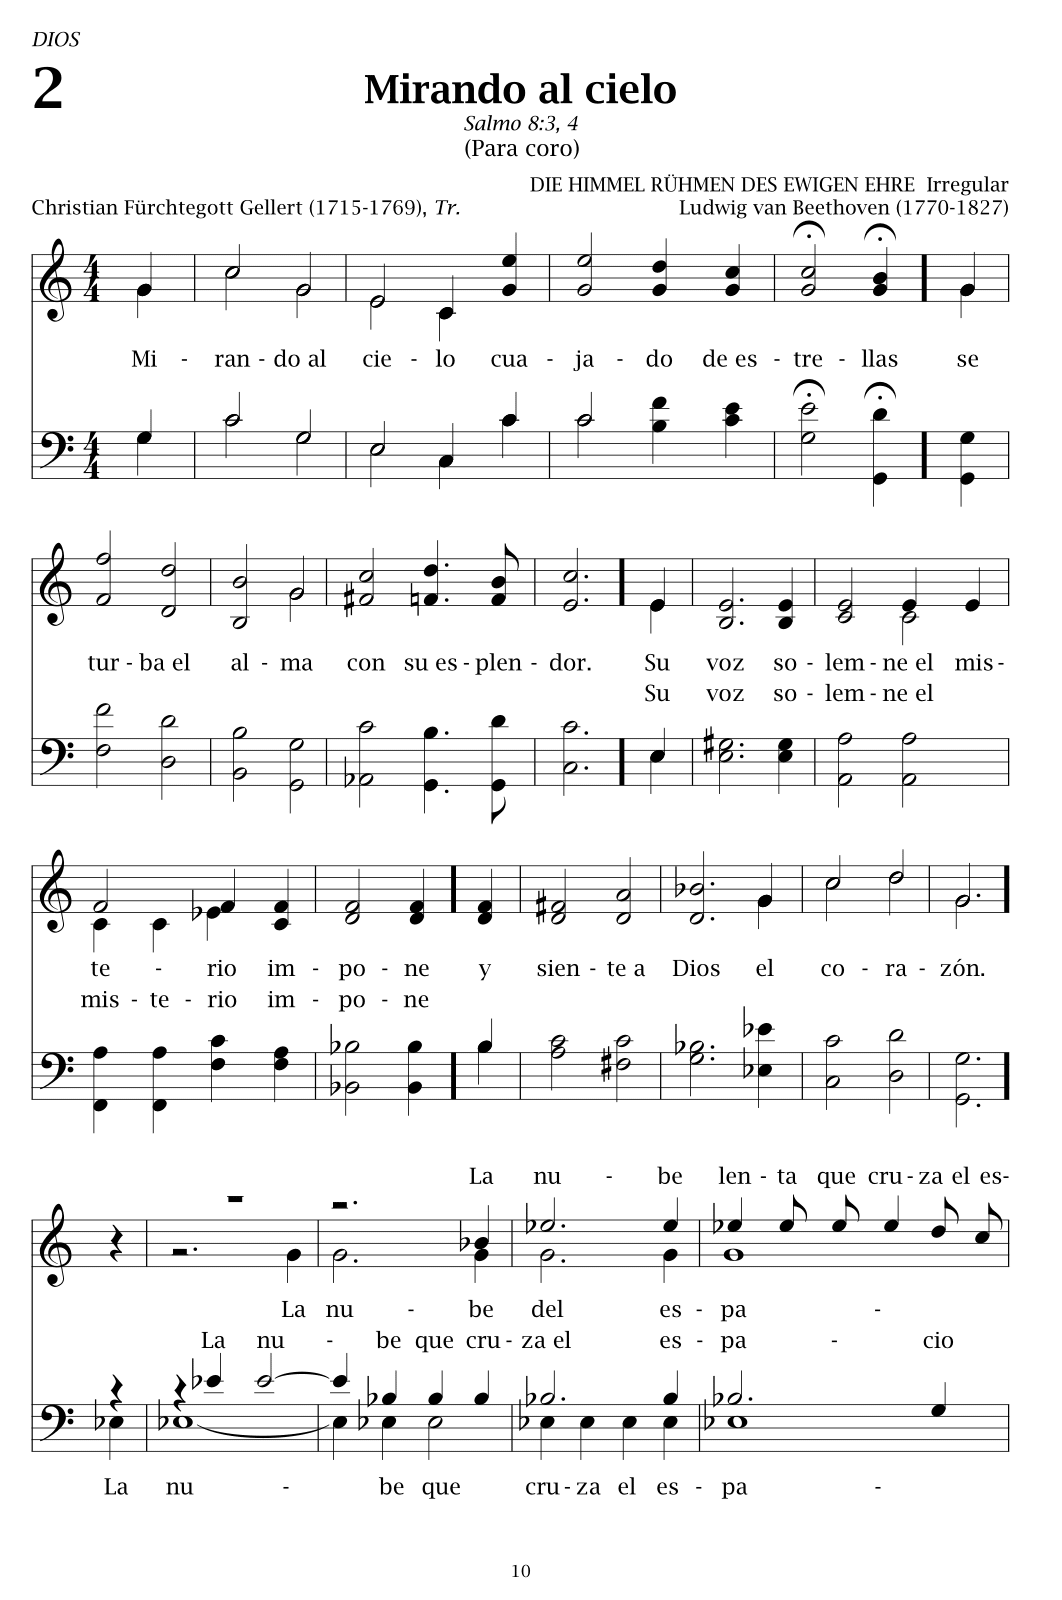 DIOS
2
Mirando al cielo
Salmo 8:3, 4
(Para coro)
DIE HIMMEL RÜHMEN DES EWIGEN EHRE Irregular
Christian Fürchtegott Gellert (1715-1769), Tr.
Ludwig van Beethoven (1770-1827)
Mi - ran - do al cie - lo cua - ja - do de es - tre - llas se
tur - ba el al - ma con su es - plen - dor. Su voz so - lem - ne el mis -
Su voz so - lem - ne el
te - rio im - po - ne y sien - te a Dios el co - ra - zón.
mis - te - rio im - po - ne
La nu - be len - ta que cru - za el es-
La nu - be del es - pa -
La nu - be que cru - za el es - pa - cio
La nu - be que cru - za el es - pa -
10